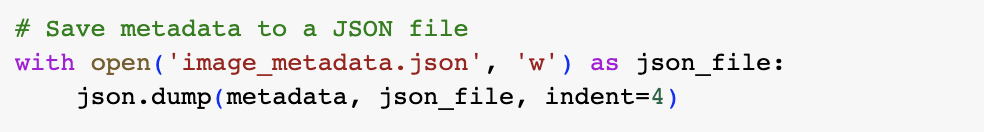 # Save metadata to a JSON file
with open('image_metadata.json', 'w') as json_file:
    json.dump(metadata, json_file, indent=4)